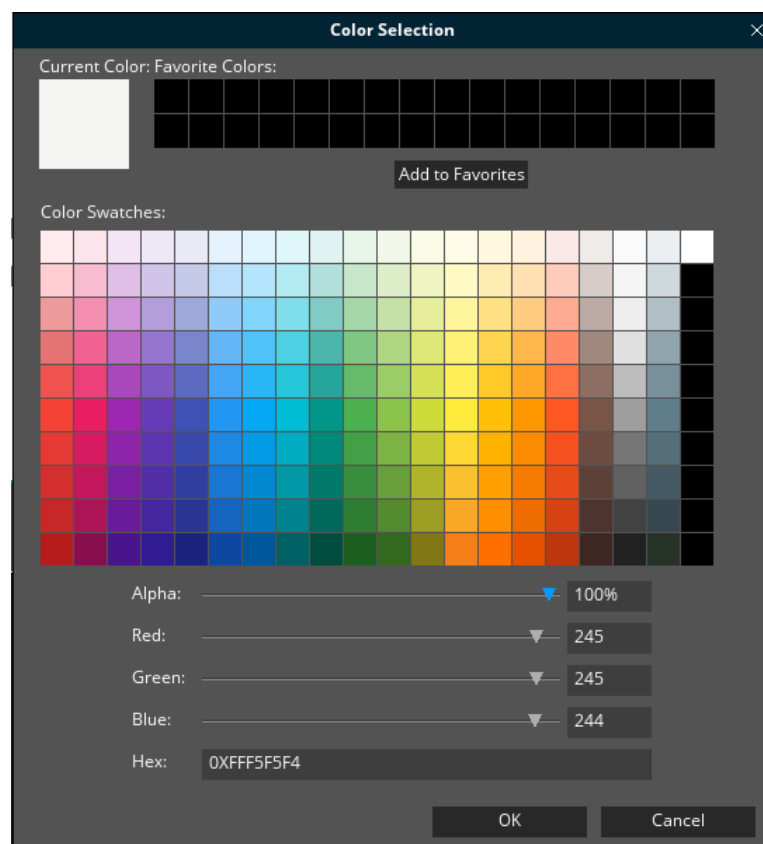 Color Selection
Current Color: Favorite Colors:
Add to Favorites
Color Swatches:
Alpha: 100%
Red: 245
Green: 245
Blue: 244
Hex: 0XFFF5F5F4
OK Cancel